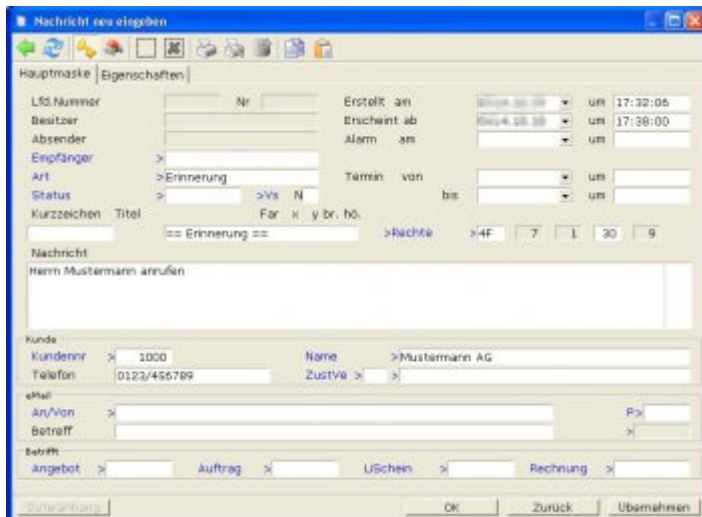 Nachricht neu eingeben
Hauptmaske Eigenschaften
Lfd.Nummer Nr Erstellt am um 17:32:06
Besitzer Erscheint ab um 17:38:00
Absender Alarm am um
Empfänger >
Art >Erinnerung Termin von um
Status > >Vs N bis um
Kurzzeichen Titel Far x y br. hö.
== Erinnerung == >Rechte >4F 7 1 30 9
Nachricht
Herrn Mustermann anrufen
Kunde
Kundennr > 1000 Name >Mustermann AG
Telefon 0123/456789 ZustVe > >
eMail
An/Von > P>
Betreff >
Betrifft
Angebot > Auftrag > LiSchein > Rechnung >
Dateianhang OK Zurück Übernehmen